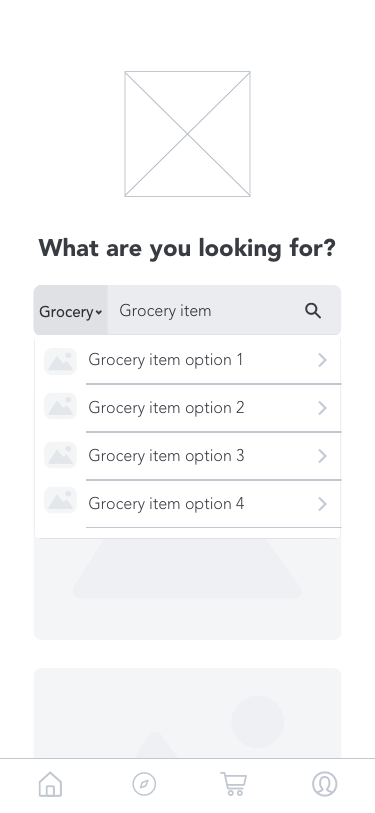 What are you looking for?
Grocery Grocery item
Grocery item option 1
Grocery item option 2
Grocery item option 3
Grocery item option 4